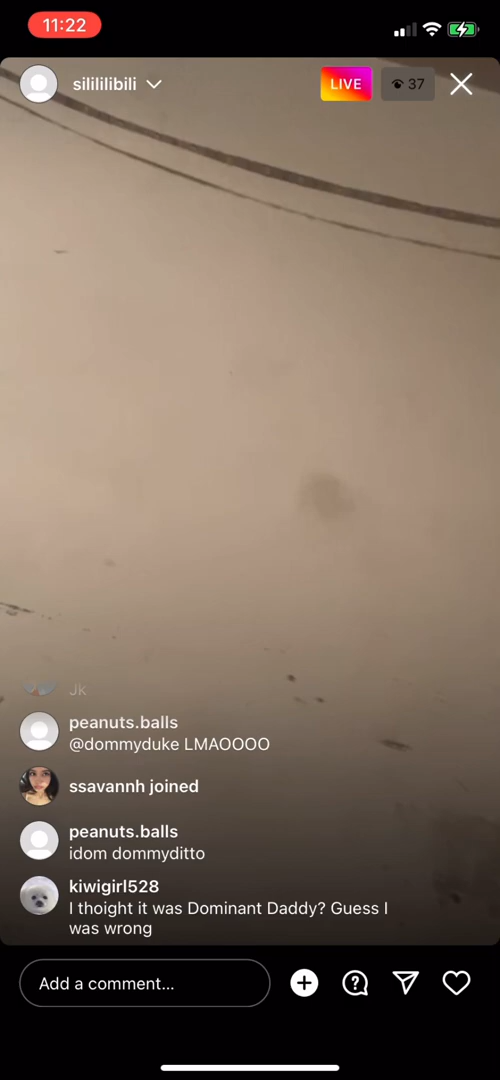 11:22
sililililbili
LIVE
37
Jk
peanuts.balls
@dommyduke LMAOOOO
ssavannh joined
peanuts.balls
idom dommyditto
kiwigirl528
I thoight it was Dominant Daddy? Guess I
was wrong
Add a comment...